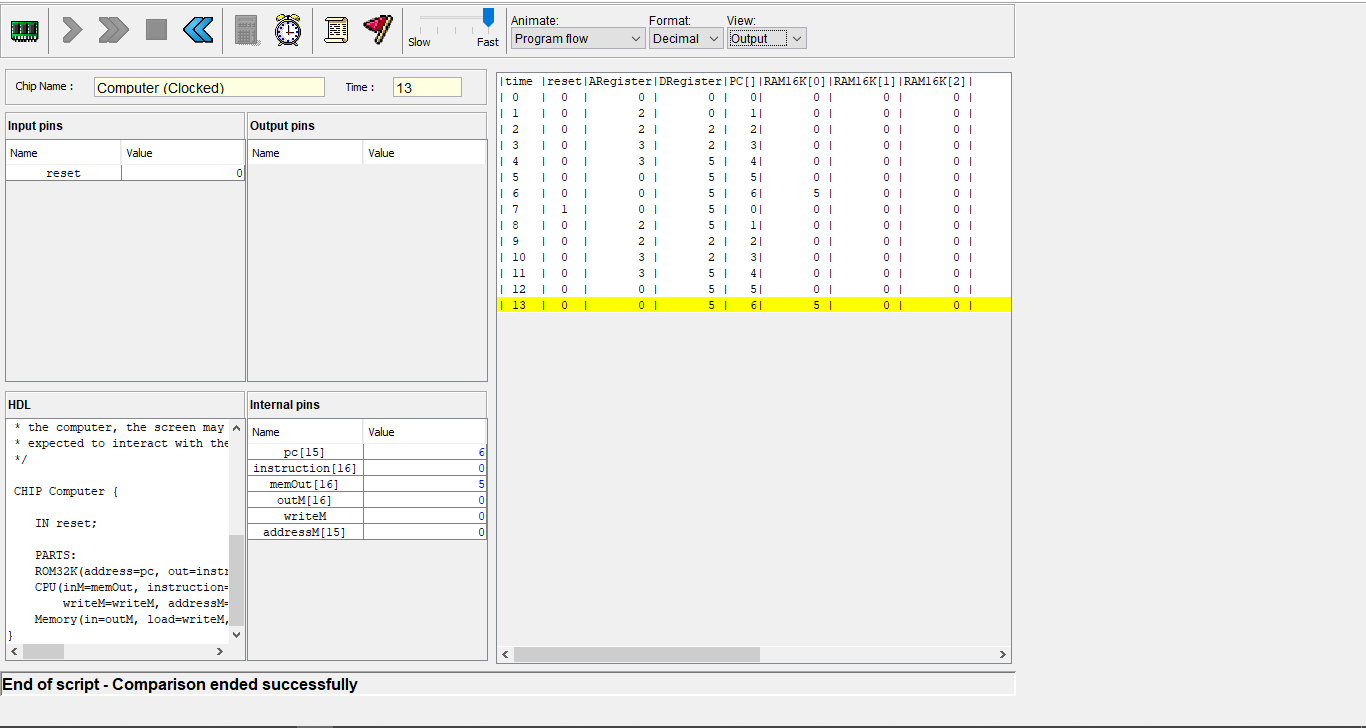 Animate: Format: View:
Slow Fast Program flow Decimal Output
Chip Name : Computer (Clocked) Time : 13
Input pins
Name Value
reset 0
Output pins
Name Value
HDL
* the computer, the screen may
* expected to interact with the
*/
CHIP Computer {
IN reset;
PARTS:
ROM32K(address=pc, out=instr
CPU(inM=memOut, instruction=
writeM=writeM, addressM=
Memory(in=outM, load=writeM,
}
Internal pins
Name Value
pc[15] 6
instruction[16] 0
memOut[16] 5
outM[16] 0
writeM 0
addressM[15] 0
|time |reset|ARegister|DRegister|PC[]|RAM16K[0]|RAM16K[1]|RAM16K[2]|
| 0 | 0 | 0 | 0 | 0| 0 | 0 | 0 |
| 1 | 0 | 2 | 0 | 1| 0 | 0 | 0 |
| 2 | 0 | 2 | 2 | 2| 0 | 0 | 0 |
| 3 | 0 | 3 | 2 | 3| 0 | 0 | 0 |
| 4 | 0 | 3 | 5 | 4| 0 | 0 | 0 |
| 5 | 0 | 0 | 5 | 5| 0 | 0 | 0 |
| 6 | 0 | 0 | 5 | 6| 5 | 0 | 0 |
| 7 | 1 | 0 | 5 | 0| 0 | 0 | 0 |
| 8 | 0 | 2 | 5 | 1| 0 | 0 | 0 |
| 9 | 0 | 2 | 2 | 2| 0 | 0 | 0 |
| 10 | 0 | 3 | 2 | 3| 0 | 0 | 0 |
| 11 | 0 | 3 | 5 | 4| 0 | 0 | 0 |
| 12 | 0 | 0 | 5 | 5| 0 | 0 | 0 |
| 13 | 0 | 0 | 5 | 6| 5 | 0 | 0 |
End of script - Comparison ended successfully